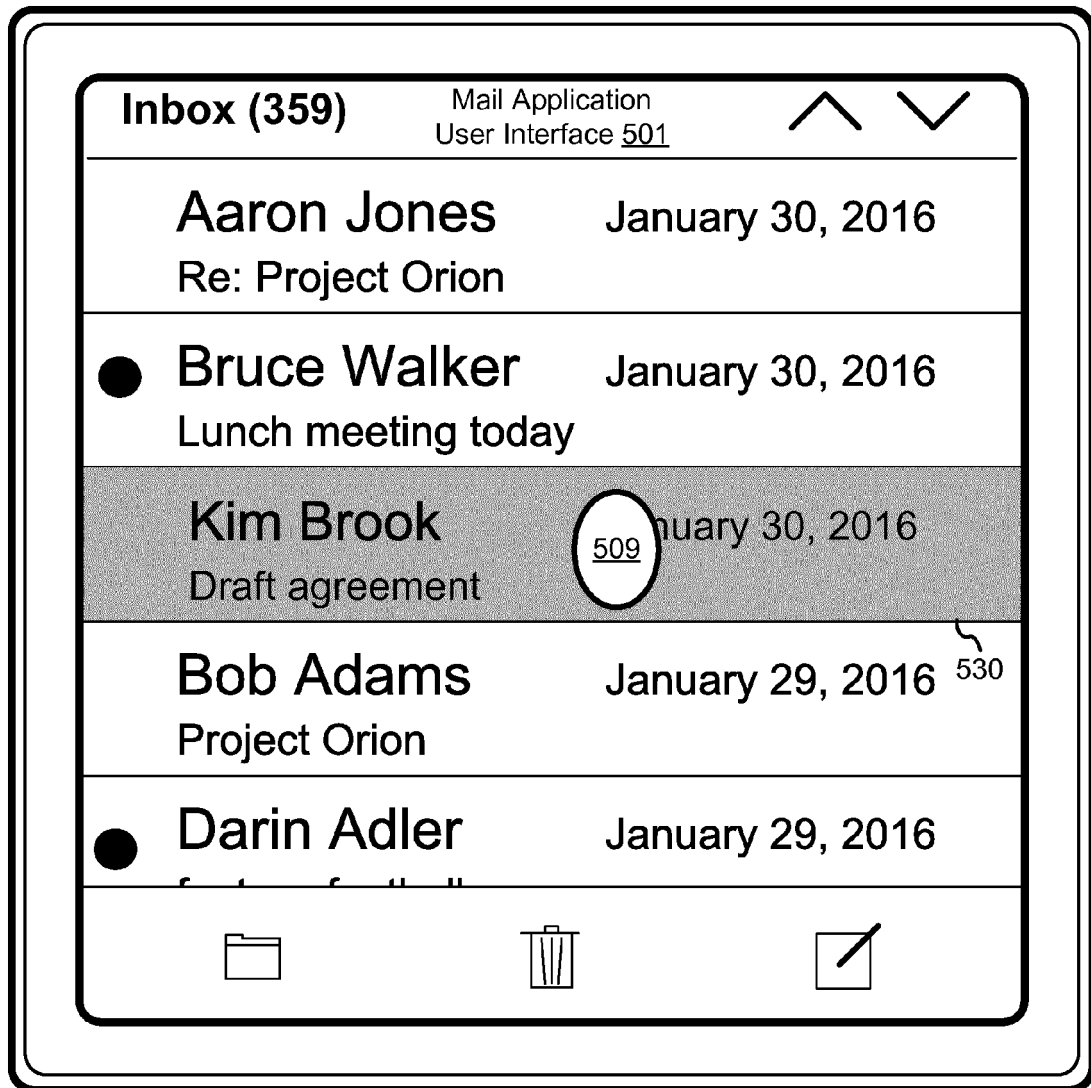 Inbox (359)
Mail Application
User Interface 501
Aaron Jones January 30, 2016
Re: Project Orion
Bruce Walker January 30, 2016
Lunch meeting today
Kim Brook 509 nuary 30, 2016
Draft agreement
530
Bob Adams January 29, 2016
Project Orion
Darin Adler January 29, 2016